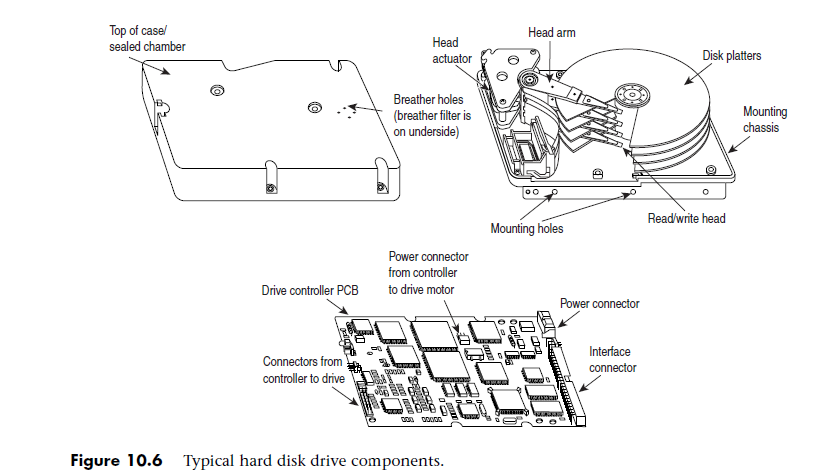 Top of case/
sealed chamber
Head
actuator
Head arm
Disk platters
Breather holes
(breather filter is
on underside)
Mounting
chassis
Mounting holes
Read/write head
Power connector
from controller
to drive motor
Drive controller PCB
Power connector
Connectors from
controller to drive
Interface
connector
Figure 10.6 Typical hard disk drive components.